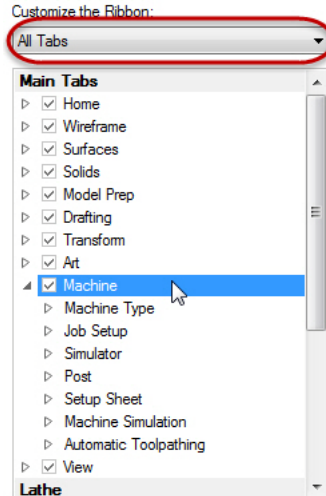 Customize the Ribbon:
All Tabs
Main Tabs
Home
Wireframe
Surfaces
Solids
Model Prep
Drafting
Transform
Art
Machine
Machine Type
Job Setup
Simulator
Post
Setup Sheet
Machine Simulation
Automatic Toolpathing
View
Lathe